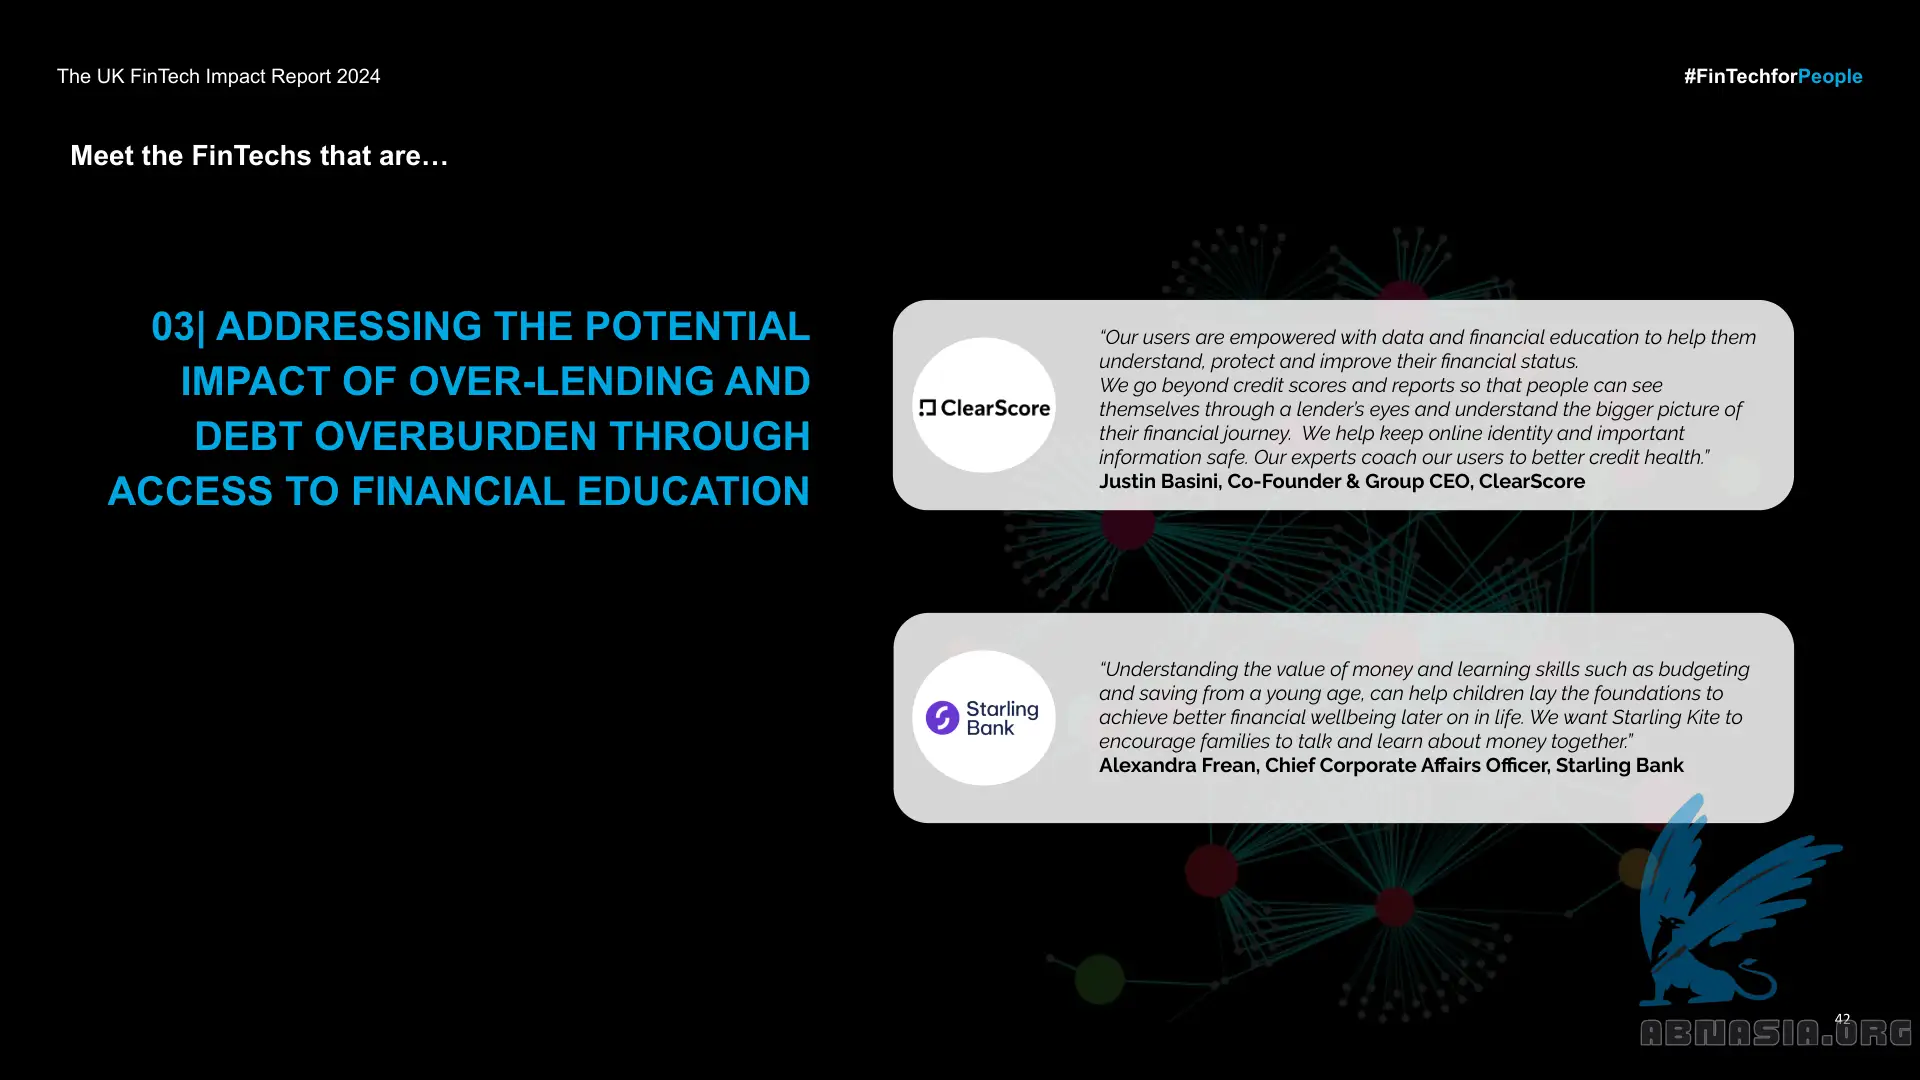 The UK FinTech Impact Report 2024
#FinTechforPeople
Meet the FinTechs that are…
03| ADDRESSING THE POTENTIAL
IMPACT OF OVER-LENDING AND
DEBT OVERBURDEN THROUGH
ACCESS TO FINANCIAL EDUCATION
ClearScore
“Our users are empowered with data and financial education to help them
understand, protect and improve their financial status.
We go beyond credit scores and reports so that people can see
themselves through a lender’s eyes and understand the bigger picture of
their financial journey.  We help keep online identity and important
information safe. Our experts coach our users to better credit health.”
Justin Basini, Co-Founder & Group CEO, ClearScore
Starling
Bank
“Understanding the value of money and learning skills such as budgeting
and saving from a young age, can help children lay the foundations to
achieve better financial wellbeing later on in life. We want Starling Kite to
encourage families to talk and learn about money together.”
Alexandra Frean, Chief Corporate Affairs Officer, Starling Bank
42
ABNASIA.ORG